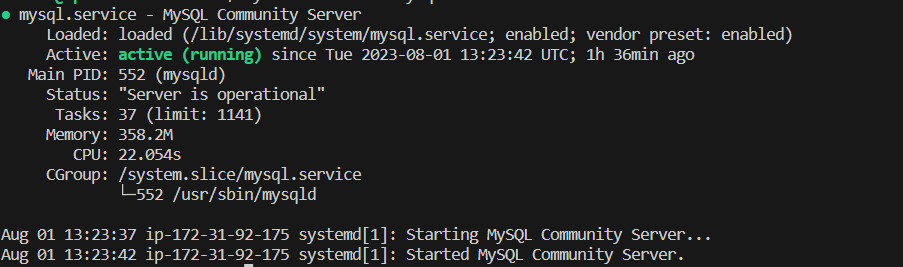 ● mysql.service - MySQL Community Server
Loaded: loaded (/lib/systemd/system/mysql.service; enabled; vendor preset: enabled)
Active: active (running) since Tue 2023-08-01 13:23:42 UTC; 1h 36min ago
Main PID: 552 (mysqld)
Status: "Server is operational"
Tasks: 37 (limit: 1141)
Memory: 358.2M
CPU: 22.054s
CGroup: /system.slice/mysql.service
└─552 /usr/sbin/mysqld
Aug 01 13:23:37 ip-172-31-92-175 systemd[1]: Starting MySQL Community Server...
Aug 01 13:23:42 ip-172-31-92-175 systemd[1]: Started MySQL Community Server.